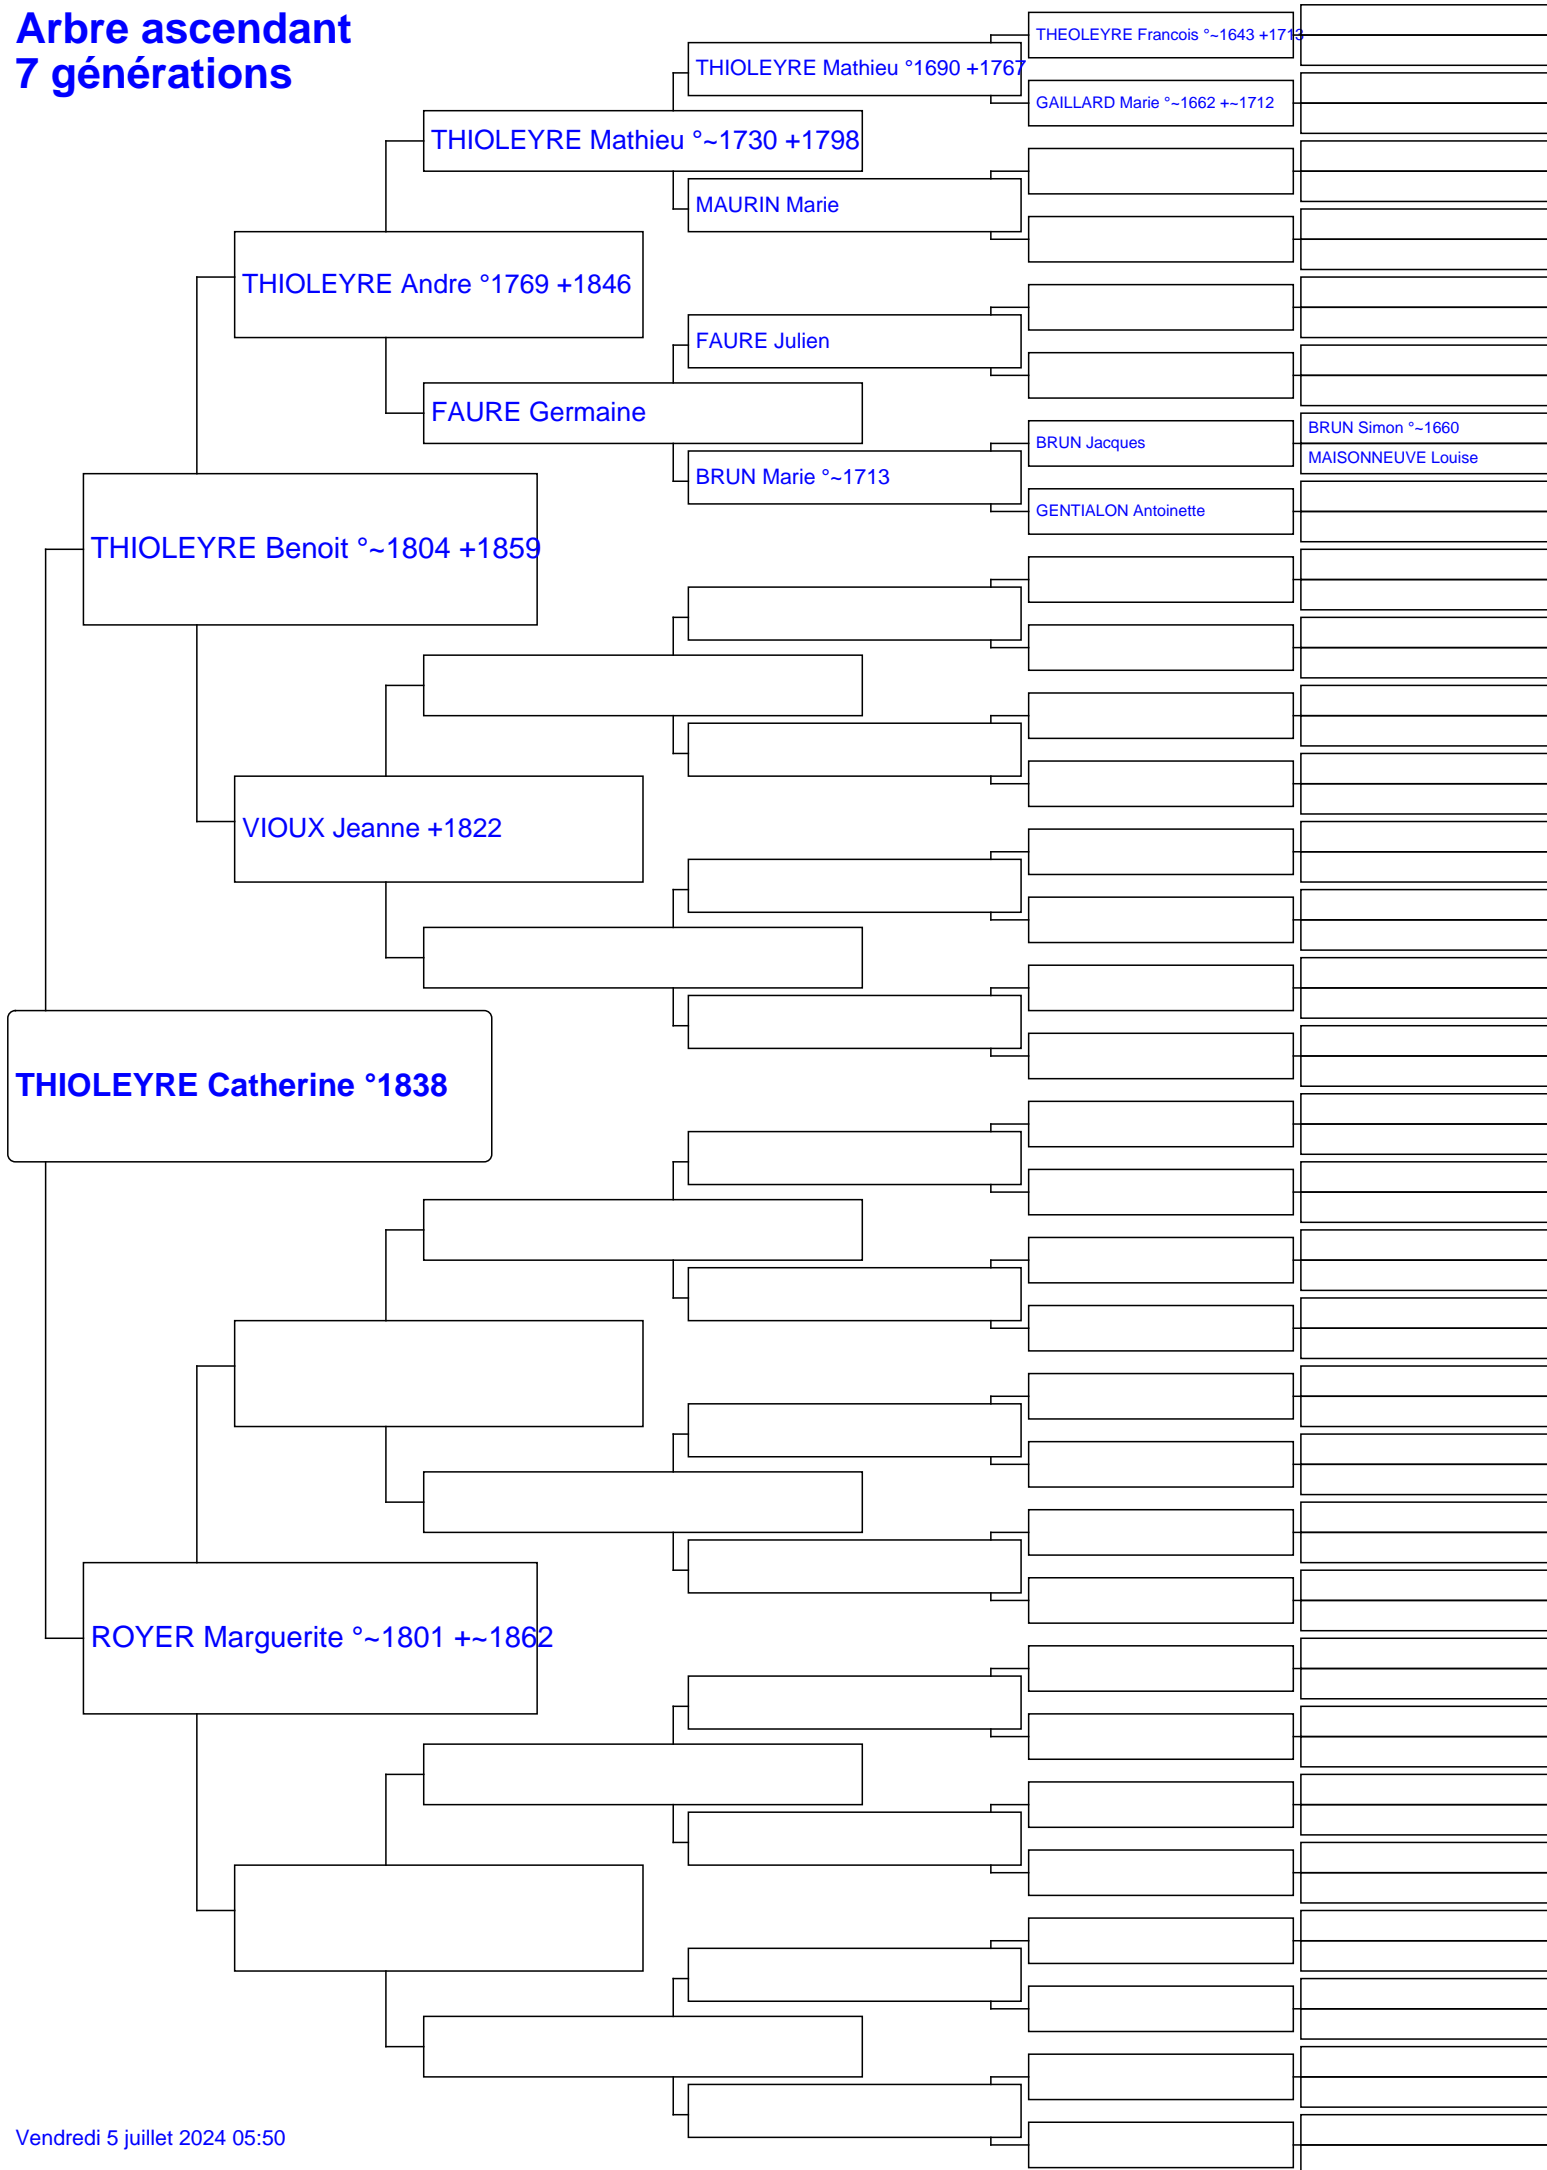 Arbre ascendant
7 générations
THEOLEYRE Francois °~1643 +1713
THIOLEYRE Mathieu °1690 +1767
GAILLARD Marie °~1662 +~1712
THIOLEYRE Mathieu °~1730 +1798
MAURIN Marie
THIOLEYRE Andre °1769 +1846
FAURE Julien
FAURE Germaine
BRUN Simon °~1660
BRUN Jacques
MAISONNEUVE Louise
BRUN Marie °~1713
GENTIALON Antoinette
THIOLEYRE Benoit °~1804 +1859
VIOUX Jeanne +1822
THIOLEYRE Catherine °1838
ROYER Marguerite °~1801 +~1862
Vendredi 5 juillet 2024 05:50